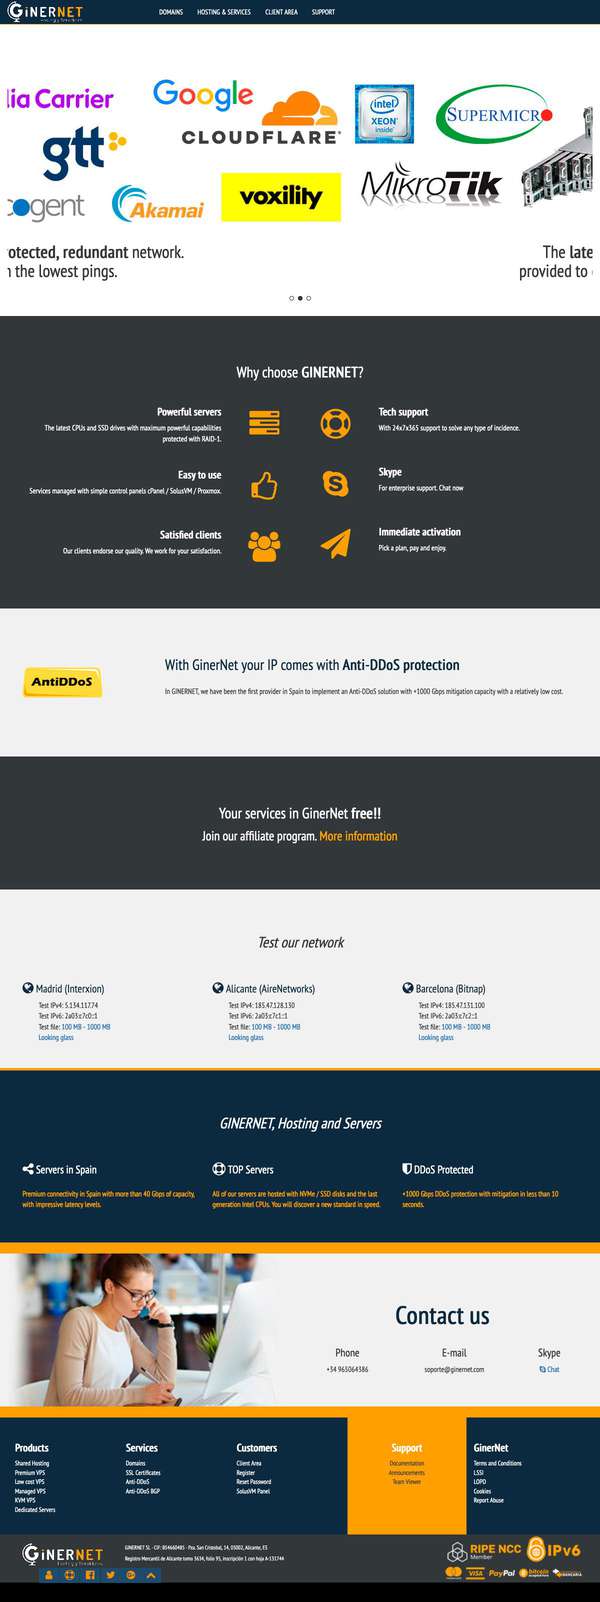 GINERNET
DOMAINS HOSTING & SERVICES CLIENT AREA SUPPORT
lia Carrier
Google
CLOUDFLARE
intel XEON inside
SUPERMICRO
gtt
cogent
Akamai
voxility
MikroTik
otected, redundant network.
n the lowest pings.
The late
provided to
Why choose GINERNET?
Powerful servers
The latest CPUs and SSD drives with maximum powerful capabilities
protected with RAID-1.
Tech support
With 24x7x365 support to solve any type of incidence.
Easy to use
Services managed with simple control panels cPanel / SolusVM / Proxmox.
Skype
For enterprise support. Chat now
Satisfied clients
Our clients endorse our quality. We work for your satisfaction.
Immediate activation
Pick a plan, pay and enjoy.
AntiDDoS
With GinerNet your IP comes with Anti-DDoS protection
In GINERNET, we have been the first provider in Spain to implement an Anti-DDoS solution with +1000 Gbps mitigation capacity with a relatively low cost.
Your services in GinerNet free!!
Join our affiliate program. More information
Test our network
Madrid (Interxion)
Test IPv4: 5.134.117.74
Test IPv6: 2a03:c7c0::1
Test file: 100 MB - 1000 MB
Looking glass
Alicante (AireNetworks)
Test IPv4: 185.47.128.130
Test IPv6: 2a03:c7c1::1
Test file: 100 MB - 1000 MB
Looking glass
Barcelona (Bitnap)
Test IPv4: 185.47.131.100
Test IPv6: 2a03:c7c2::1
Test file: 100 MB - 1000 MB
Looking glass
GINERNET, Hosting and Servers
Servers in Spain
Premium connectivity in Spain with more than 40 Gbps of capacity,
with impressive latency levels.
TOP Servers
All of our servers are hosted with NVMe / SSD disks and the last
generation Intel CPUs. You will discover a new standard in speed.
DDoS Protected
+1000 Gbps DDoS protection with mitigation in less than 10
seconds.
Contact us
Phone
+34 965064386
E-mail
soporte@ginernet.com
Skype
Chat
Products
Shared Hosting
Premium VPS
Low cost VPS
Managed VPS
KVM VPS
Dedicated Servers
Services
Domains
SSL Certificates
Anti-DDoS
Anti-DDoS BGP
Customers
Client Area
Register
Reset Password
SolusVM Panel
Support
Documentation
Announcements
Team Viewer
GinerNet
Terms and Conditions
LSSI
LOPD
Cookies
Report Abuse
GINERNET
GINERNET SL - CIF: B54660485 - Pza. San Cristobal, 14, 03002, Alicante, ES
Registro Mercantil de Alicante tomo 3634, folio 95, inscripción 1 con hoja A-131744
RIPE NCC
Member
IPv6
VISA PayPal bitcoin